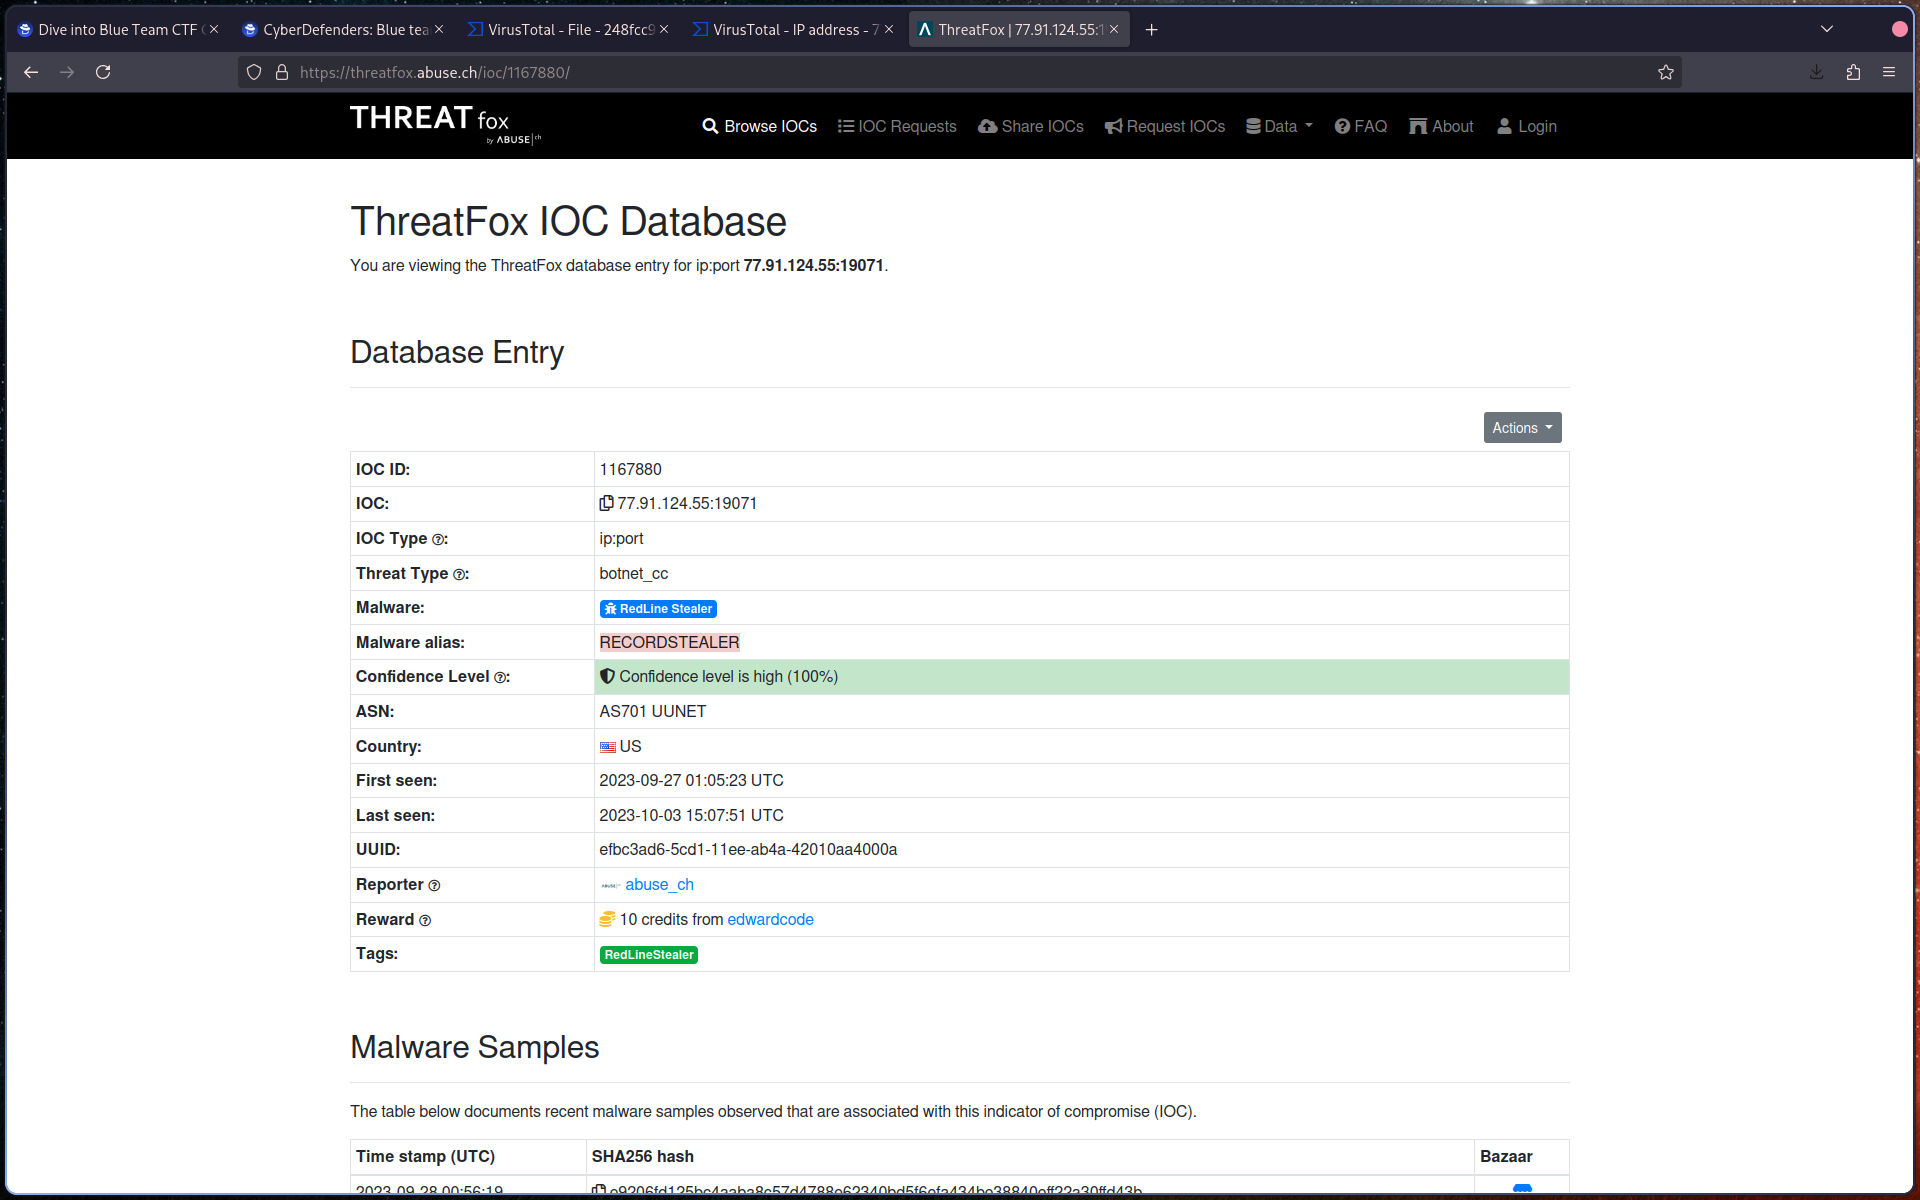 Dive into Blue Team CTF C
CyberDefenders: Blue tea
VirusTotal - File - 248fcc9
VirusTotal - IP address - 7
ThreatFox | 77.91.124.55:1
https://threatfox.abuse.ch/ioc/1167880/
THREAT fox
by ABUSE|ch
Browse IOCs
IOC Requests
Share IOCs
Request IOCs
Data
FAQ
About
Login
ThreatFox IOC Database
You are viewing the ThreatFox database entry for ip:port 77.91.124.55:19071.
Database Entry
Actions
IOC ID: 1167880
IOC: 77.91.124.55:19071
IOC Type ?: ip:port
Threat Type ?: botnet_cc
Malware: RedLine Stealer
Malware alias: RECORDSTEALER
Confidence Level ?: Confidence level is high (100%)
ASN: AS701 UUNET
Country: US
First seen: 2023-09-27 01:05:23 UTC
Last seen: 2023-10-03 15:07:51 UTC
UUID: efbc3ad6-5cd1-11ee-ab4a-42010aa4000a
Reporter ? abuse_ch
Reward ? 10 credits from edwardcode
Tags: RedLineStealer
Malware Samples
The table below documents recent malware samples observed that are associated with this indicator of compromise (IOC).
Time stamp (UTC) SHA256 hash Bazaar
2023-09-28 00:56:19